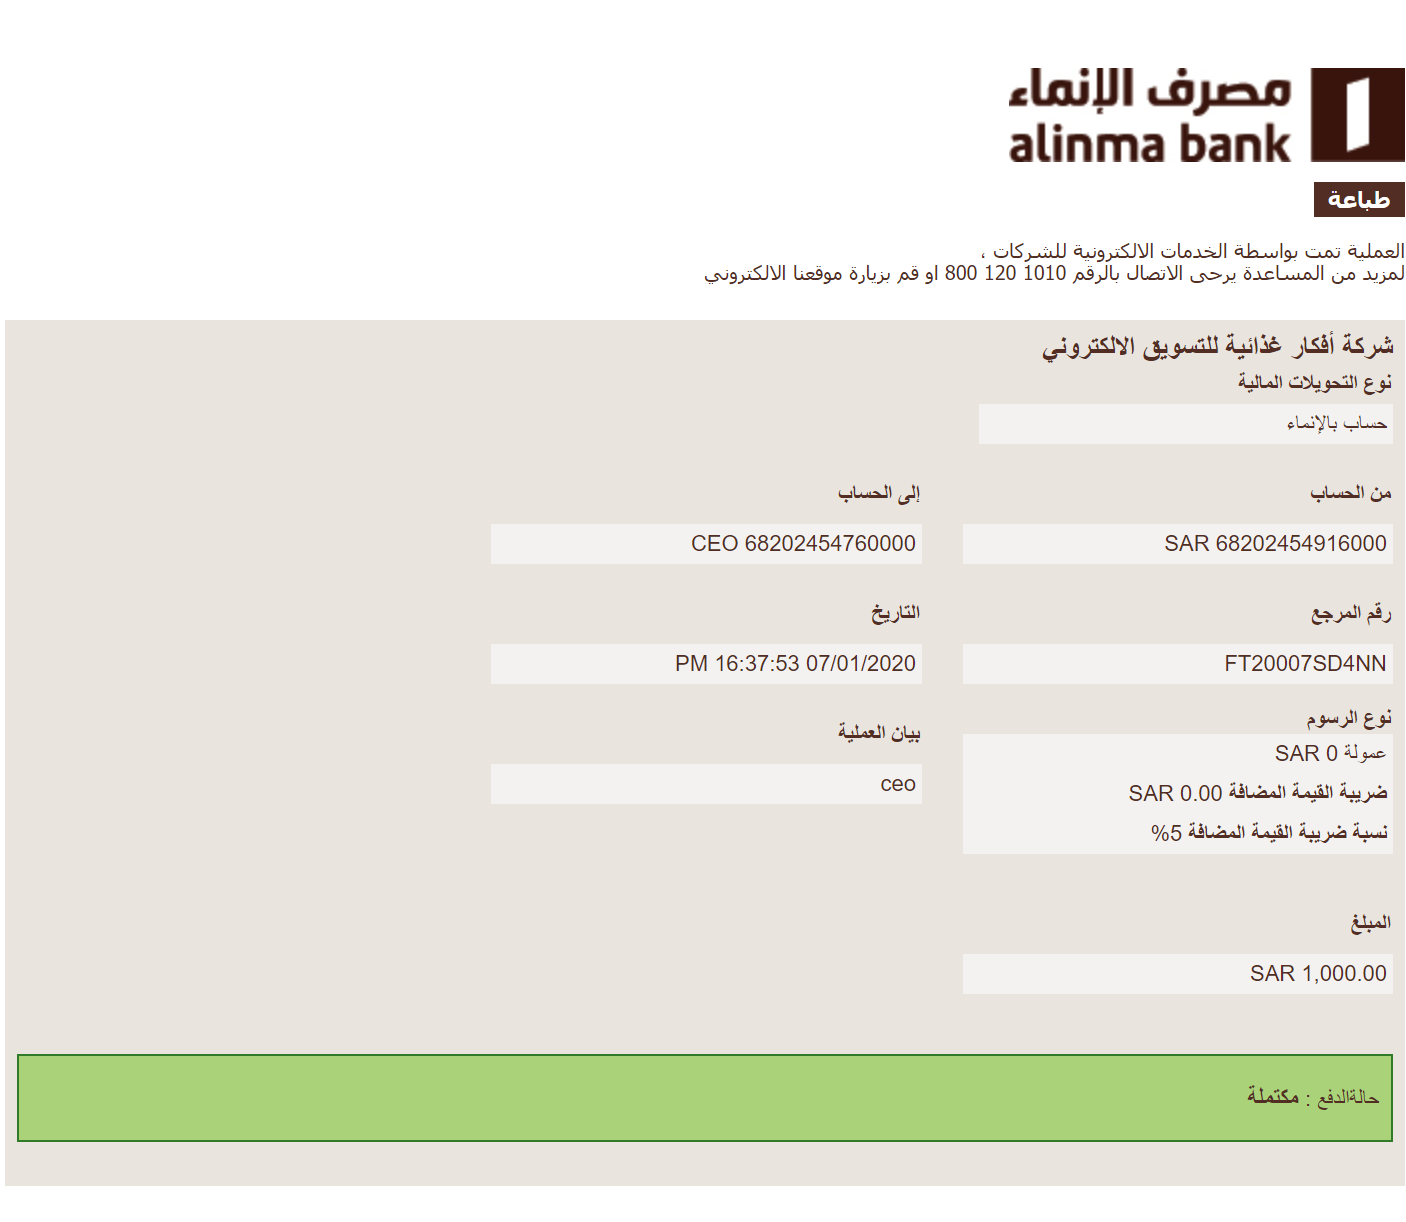 مصرف الإنماء
alinma bank
طباعة
العملية تمت بواسطة الخدمات الالكترونية للشركات ،
لمزيد من المساعدة يرحى الاتصال بالرقم 1010 120 800 او قم بزيارة موقعنا الالكتروني
شركة أفكار غذائية للتسويق الالكتروني
نوع التحويلات المالية
حساب بالإنماء
من الحساب
SAR 68202454916000
إلى الحساب
CEO 68202454760000
رقم المرجع
FT20007SD4NN
التاريخ
PM 16:37:53 07/01/2020
نوع الرسوم
عمولة SAR 0
ضريبة القيمة المضافة SAR 0.00
نسبة ضريبة القيمة المضافة 5%
بيان العملية
ceo
المبلغ
SAR 1,000.00
حالةالدفع : مكتملة